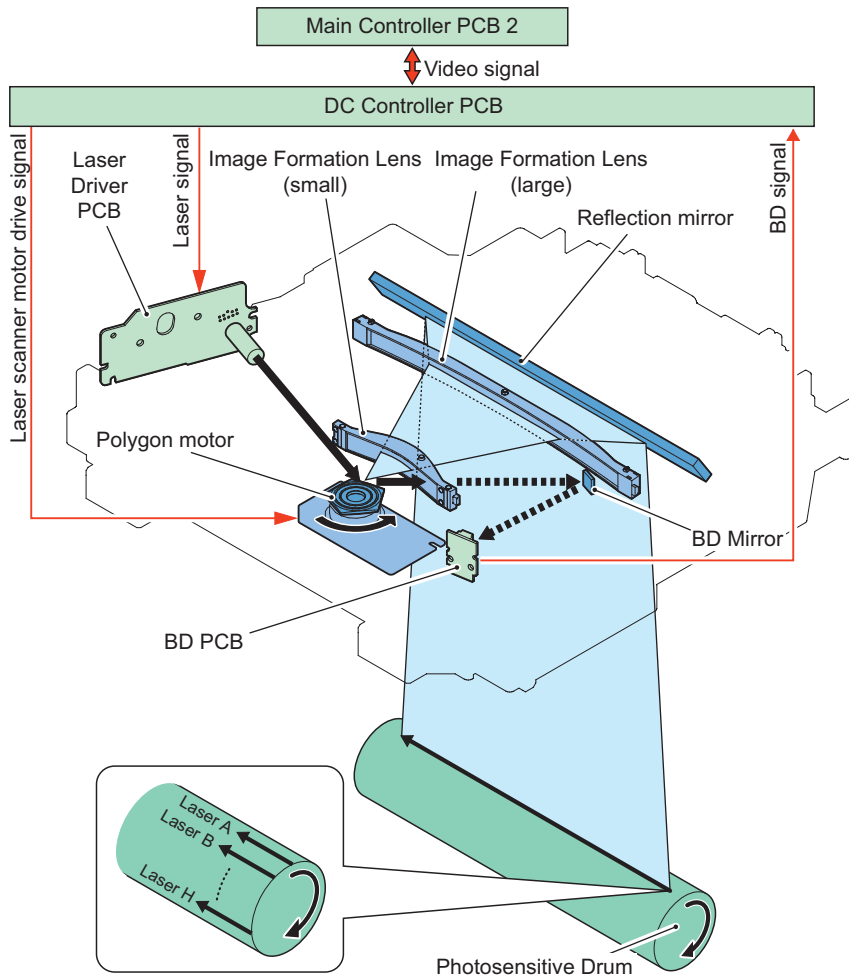 Main Controller PCB 2
Video signal
DC Controller PCB
Laser scanner motor drive signal
Laser
Driver
PCB
Laser signal
Image Formation Lens
(small)
Image Formation Lens
(large)
Reflection mirror
BD signal
Polygon motor
BD Mirror
BD PCB
Laser A
Laser B
Laser H
Photosensitive Drum